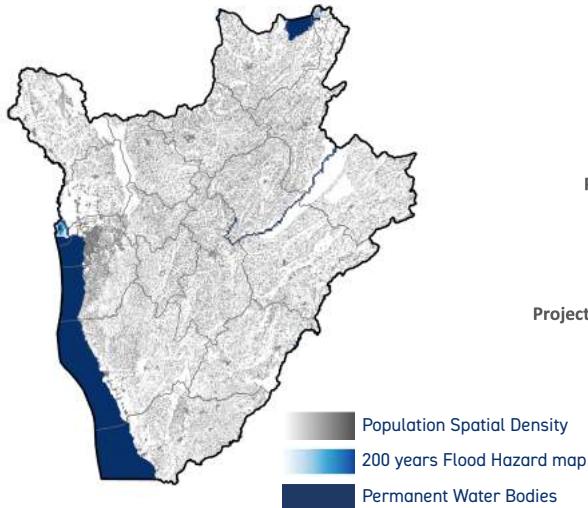 P
Project
Population Spatial Density
200 years Flood Hazard map
Permanent Water Bodies